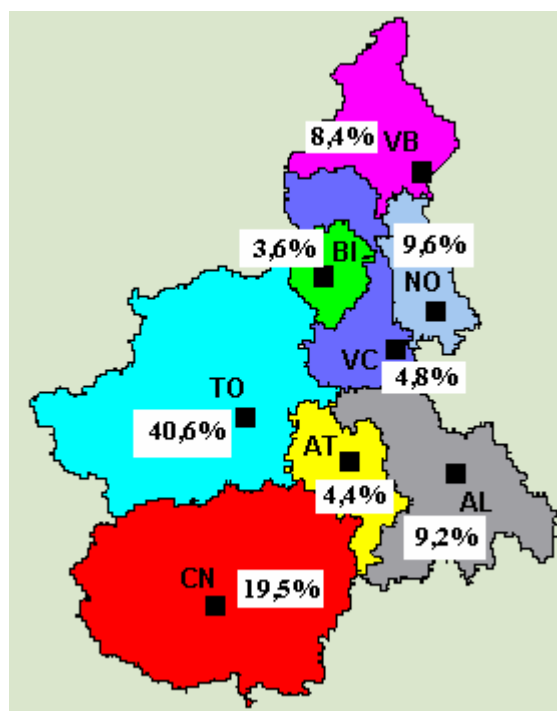 8,4%
VB
3,6%
BI
9,6%
NO
VC
4,8%
TO
40,6%
AT
4,4%
AL
9,2%
CN
19,5%